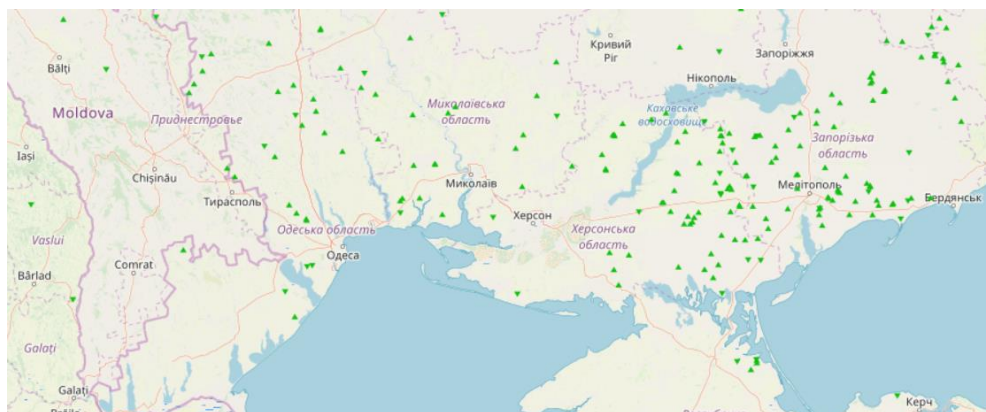 Bălți
Moldova
Iași
Chișinău
Приднестровье
Тирасполь
Vaslui
Bârlad
Comrat
Galați
Galați
Одеська область
Одеса
Миколаївська
область
Миколаїв
Херсон
Херсонська
область
Кривий
Ріг
Нікополь
Каховське
водосховище
Запоріжжя
Запорізька
область
Мелітополь
Бердянськ
Керч